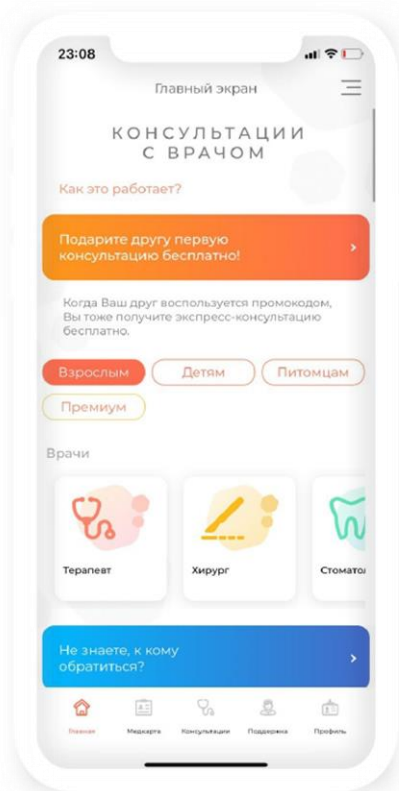 23:08
Главный экран
КОНСУЛЬТАЦИИ
С ВРАЧОМ
Как это работает?
Подарите другу первую
консультацию бесплатно!
Когда Ваш друг воспользуется промокодом,
Вы тоже получите экспресс-консультацию
бесплатно.
Взрослым Детям Питомцам
Премиум
Врачи
Терапевт Хирург Стомато
Не знаете, к кому
обратиться?
Главная Медкарта Консультации Поддержка Профиль